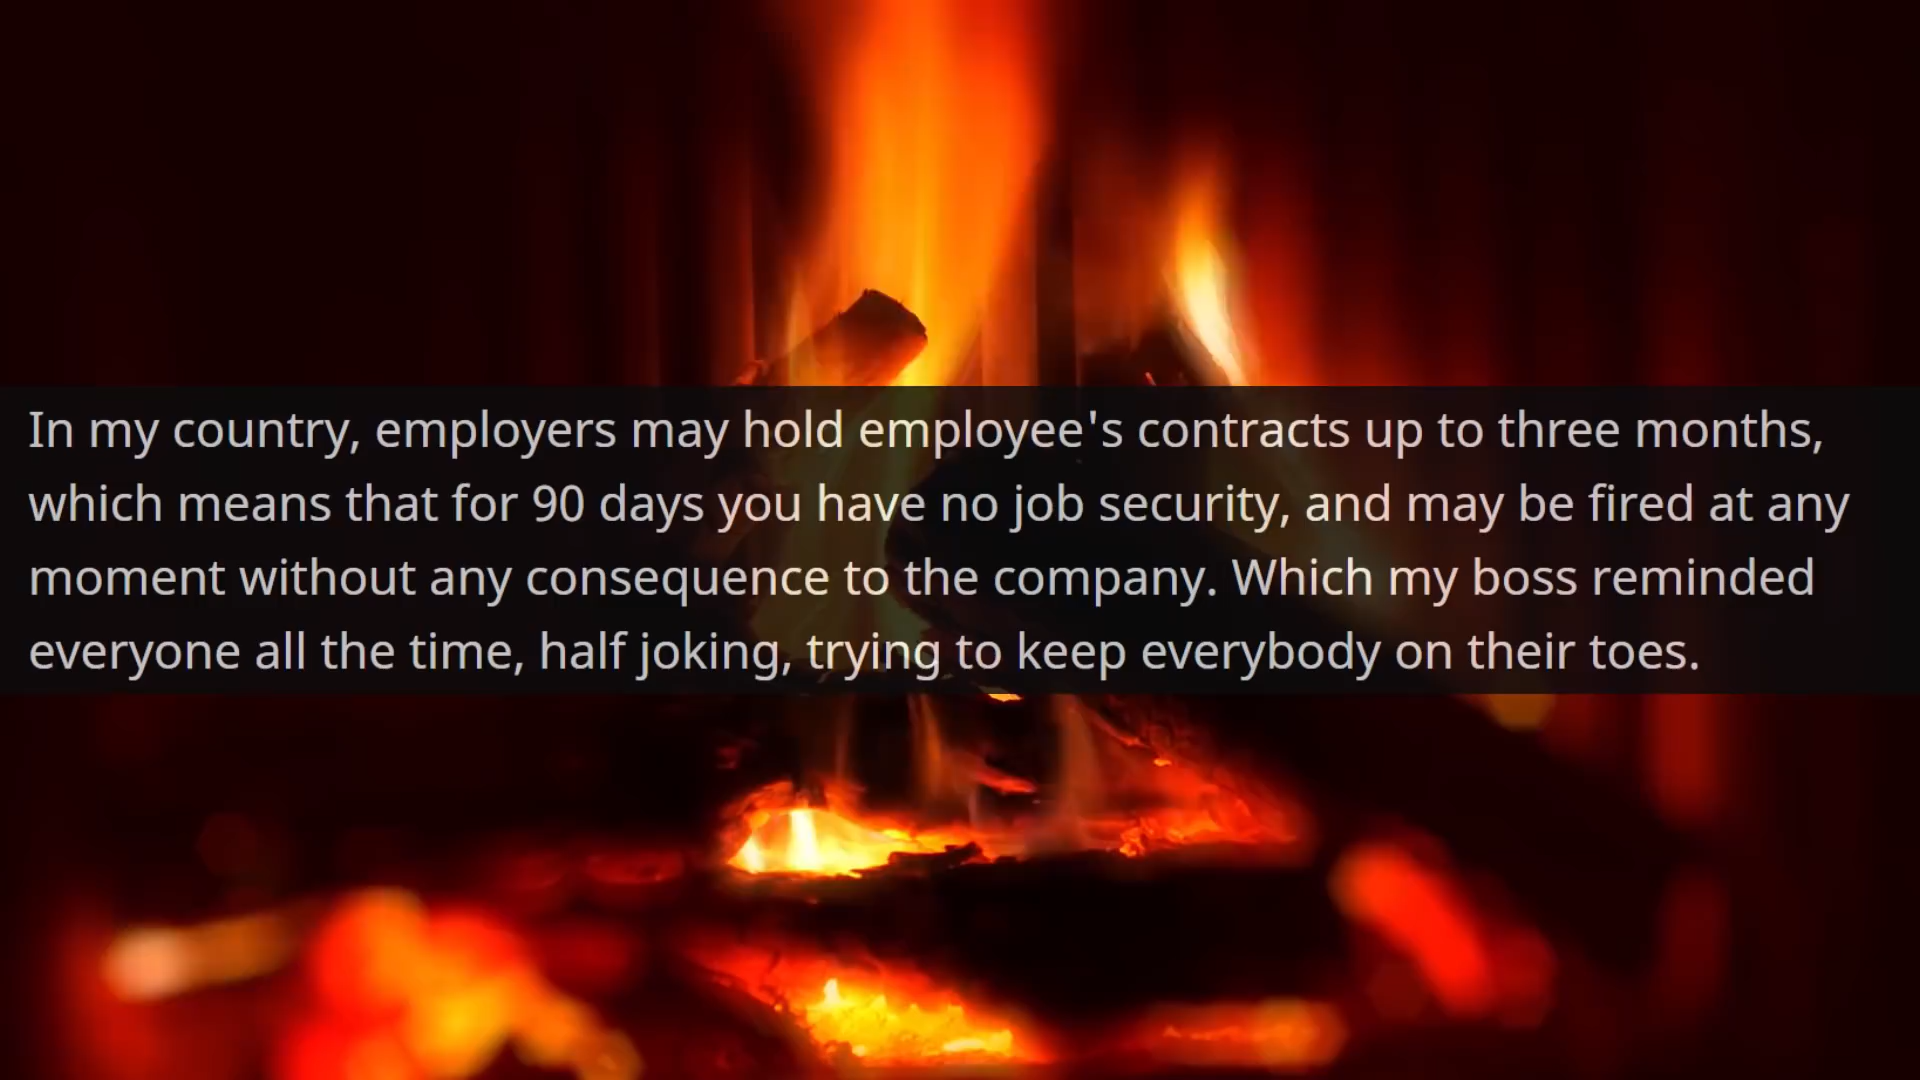 In my country, employers may hold employee's contracts up to three months,
which means that for 90 days you have no job security, and may be fired at any
moment without any consequence to the company. Which my boss reminded
everyone all the time, half joking, trying to keep everybody on their toes.